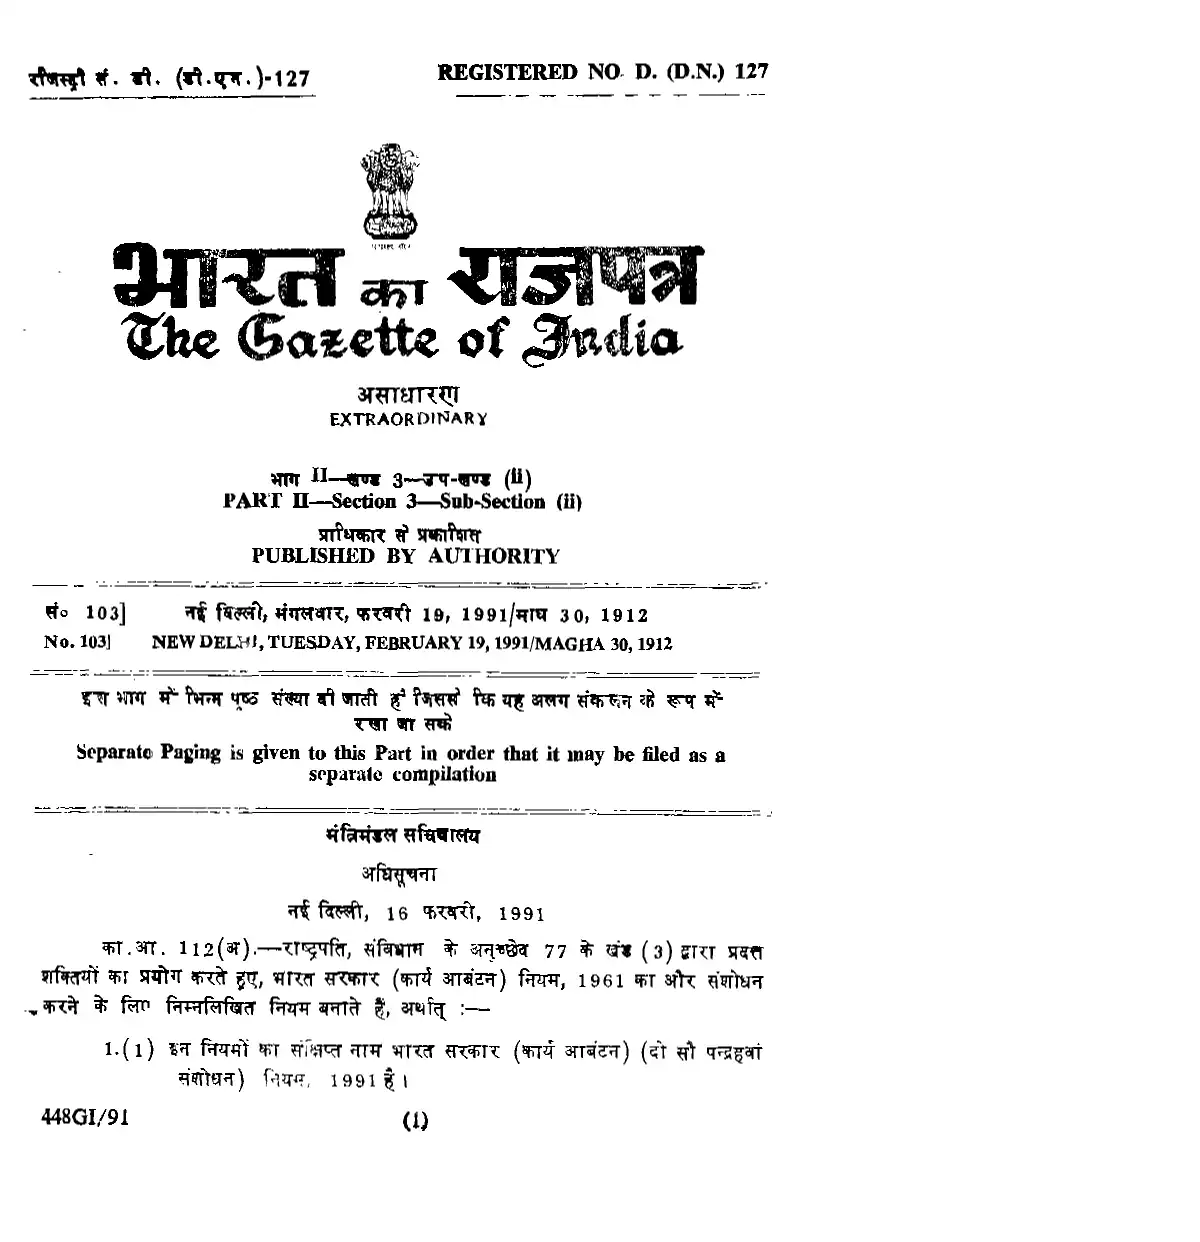 रजिस्ट्री सं. डी. (डी.एन.)-127
REGISTERED NO. D. (D.N.) 127
भारत का राजपत्र
The Gazette of India
असाधारण
EXTRAORDINARY
भाग II—खण्ड 3—उप-खण्ड (ii)
PART II—Section 3—Sub-Section (ii)
प्राधिकार से प्रकाशित
PUBLISHED BY AUTHORITY
सं० 103] नई दिल्ली, मंगलवार, फरवरी 19, 1991/माघ 30, 1912
No. 103] NEW DELHI, TUESDAY, FEBRUARY 19, 1991/MAGHA 30, 1912
इस भाग में भिन्न पृष्ठ संख्या दी जाती है जिससे कि यह अलग संकलन के रूप में
रखा जा सके
Separate Paging is given to this Part in order that it may be filed as a
separate compilation
मंत्रिमंडल सचिवालय
अधिसूचना
नई दिल्ली, 16 फरवरी, 1991
का.आ. 112(अ).—राष्ट्रपति, संविधान के अनुच्छेद 77 के खंड (3) द्वारा प्रदत्त
शक्तियों का प्रयोग करते हुए, भारत सरकार (कार्य आबंटन) नियम, 1961 का और संशोधन
करने के लिए निम्नलिखित नियम बनाते हैं, अर्थात् :—
1.(1) इन नियमों का संक्षिप्त नाम भारत सरकार (कार्य आबंटन) (दो सौ पन्द्रहवां
संशोधन) नियम, 1991 है।
448GI/91
(1)